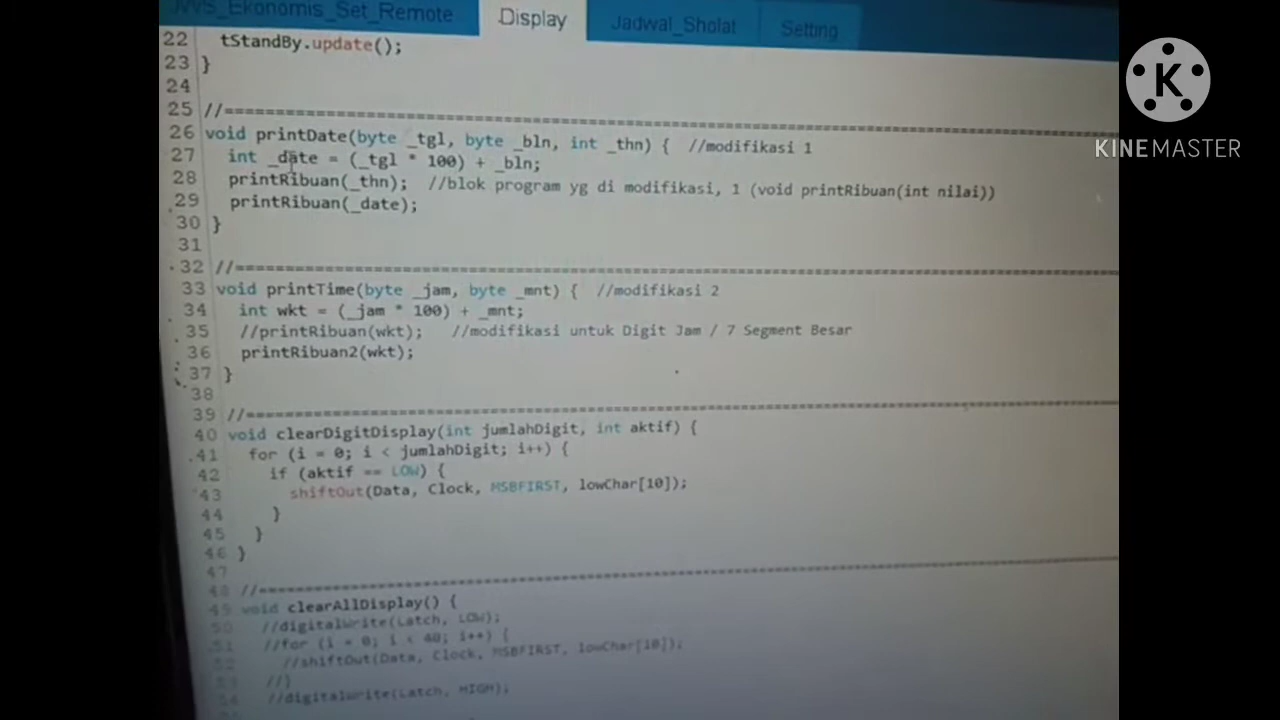 NVS_Ekonomis_Set_Remote Display Jadwal_Sholat Setting
22 tStandBy.update();
23 }
24
25 //==================================================
26 void printDate(byte _tgl, byte _bln, int _thn) { //modifikasi 1
27 int _date = (_tgl * 100) + _bln;
28 printRibuan(_thn); //blok program yg di modifikasi, 1 (void printRibuan(int nilai))
29 printRibuan(_date);
30 }
31
32 //==================================================
33 void printTime(byte _jam, byte _mnt) { //modifikasi 2
34 int wkt = (_jam * 100) + _mnt;
35 //printRibuan(wkt); //modifikasi untuk Digit Jam / 7 Segment Besar
36 printRibuan2(wkt);
37 }
38
39 //==================================================
40 void clearDigitDisplay(int jumlahDigit, int aktif) {
41 for (i = 0; i < jumlahDigit; i++) {
42 if (aktif == LOW) {
43 shiftOut(Data, Clock, MSBFIRST, lowChar[10]);
44 }
45 }
46 }
47
48 //==================================================
49 void clearAllDisplay() {
50 //digitalWrite(Latch, LOW);
51 //for (i = 0; i < 40; i++) {
52 //shiftOut(Data, Clock, MSBFIRST, lowChar[10]);
53 //}
54 //digitalWrite(Latch, HIGH);
K
KINEMASTER